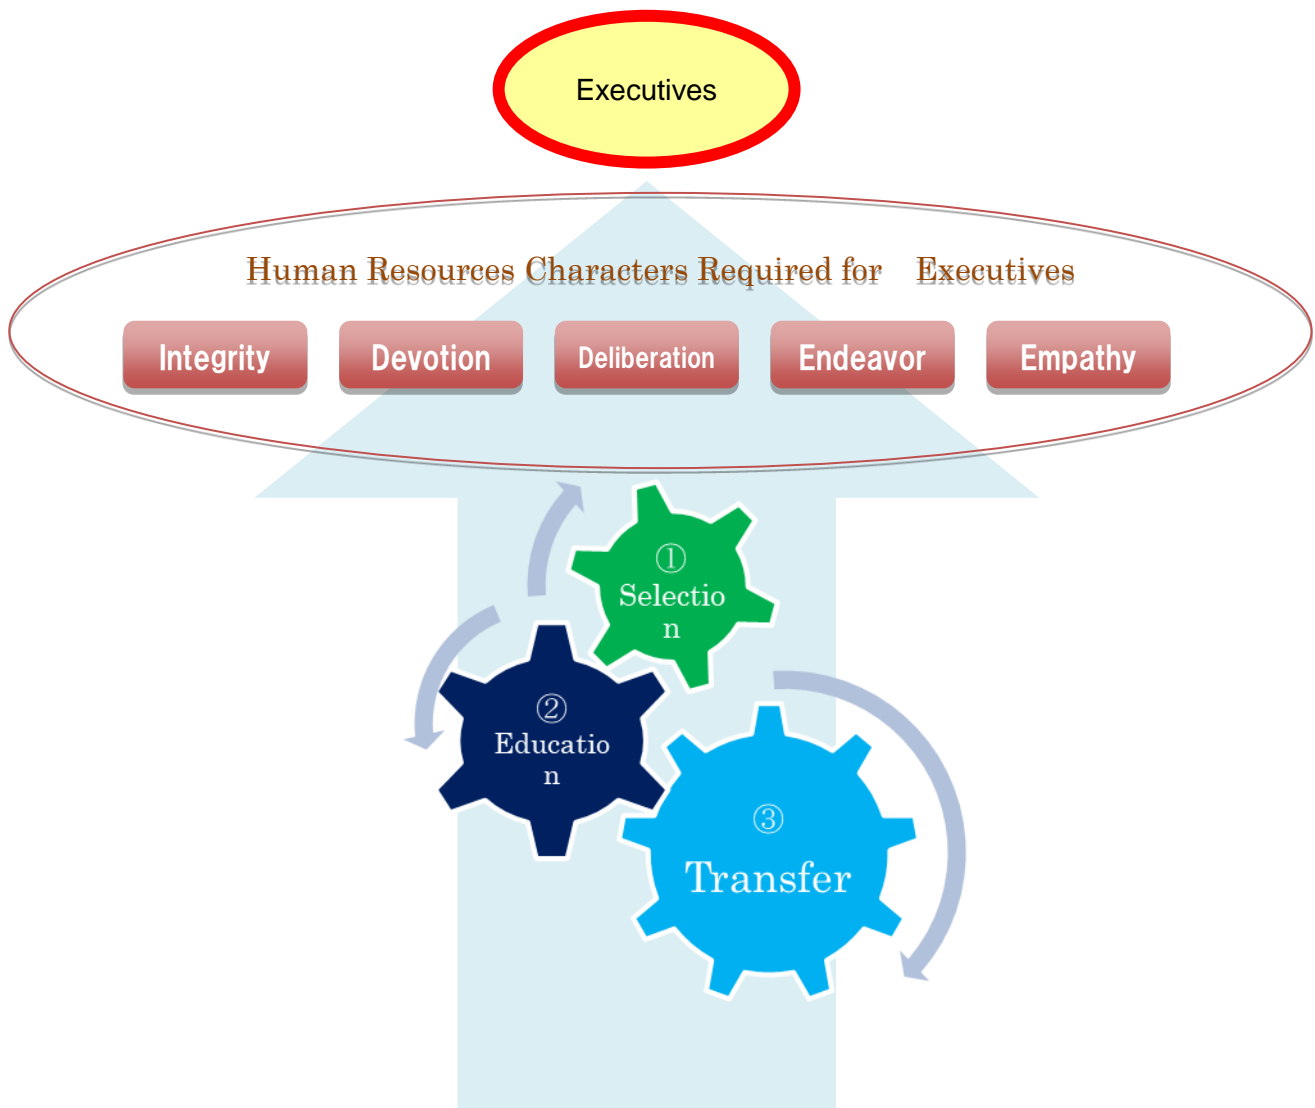 Executives
Human Resources Characters Required for　Executives
Integrity
Devotion
Deliberation
Endeavor
Empathy
①
Selectio
n
②
Educatio
n
③
Transfer